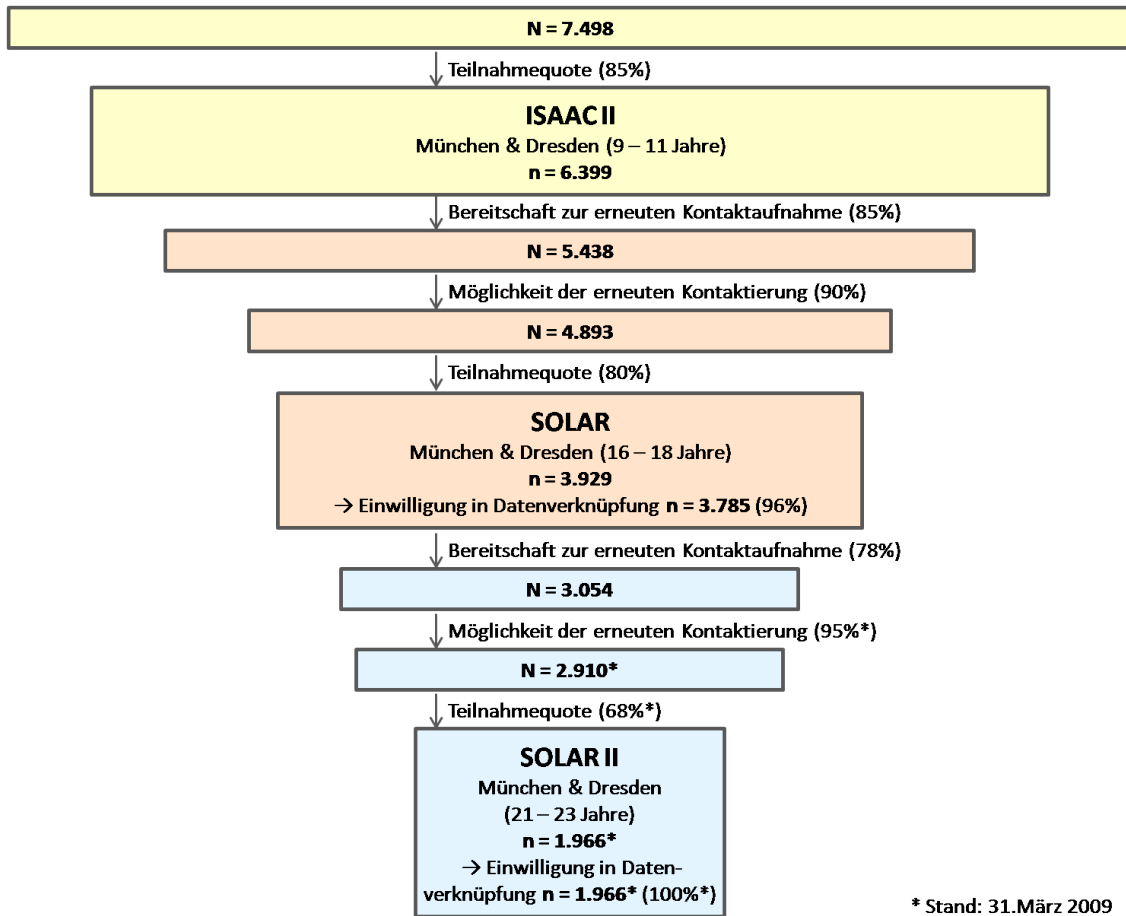 N = 7.498
Teilnahmequote (85%)
ISAAC II
München & Dresden (9 – 11 Jahre)
n = 6.399
Bereitschaft zur erneuten Kontaktaufnahme (85%)
N = 5.438
Möglichkeit der erneuten Kontaktierung (90%)
N = 4.893
Teilnahmequote (80%)
SOLAR
München & Dresden (16 – 18 Jahre)
n = 3.929
→ Einwilligung in Datenverknüpfung n = 3.785 (96%)
Bereitschaft zur erneuten Kontaktaufnahme (78%)
N = 3.054
Möglichkeit der erneuten Kontaktierung (95%*)
N = 2.910*
Teilnahmequote (68%*)
SOLAR II
München & Dresden
(21 – 23 Jahre)
n = 1.966*
→ Einwilligung in Daten-
verknüpfung n = 1.966* (100%*)
* Stand: 31.März 2009